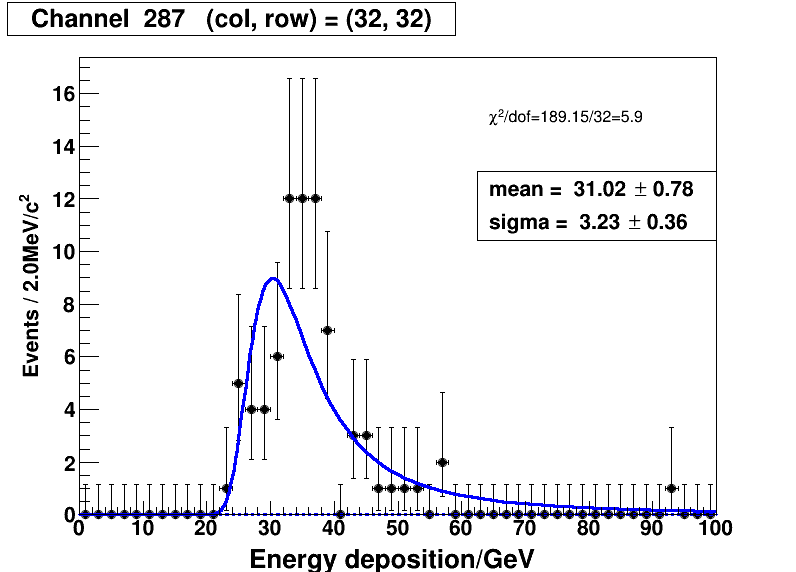 Channel 287 (col, row) = (32, 32)
χ²/dof=189.15/32=5.9
mean = 31.02 ± 0.78
sigma = 3.23 ± 0.36
Events / 2.0MeV/c²
16
14
12
10
8
6
4
2
0
0 10 20 30 40 50 60 70 80 90 100
Energy deposition/GeV